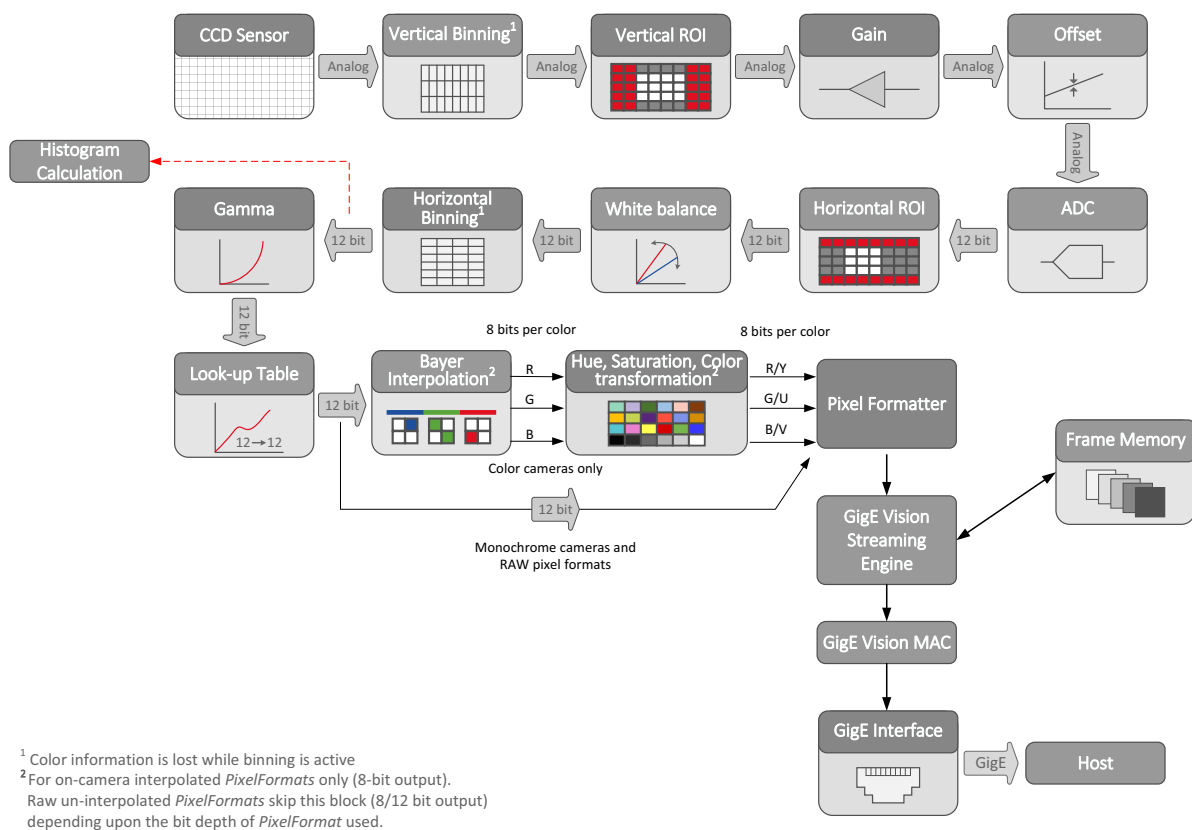 CCD Sensor
Analog
Vertical Binning1
Analog
Vertical ROI
Analog
Gain
Analog
Offset
Analog
Histogram
Calculation
Gamma
12 bit
Horizontal
Binning1
12 bit
White balance
12 bit
Horizontal ROI
12 bit
ADC
12 bit
8 bits per color
8 bits per color
Look-up Table
12→12
12 bit
Bayer
Interpolation2
R
G
B
Hue, Saturation, Color
transformation2
R/Y
G/U
B/V
Pixel Formatter
Color cameras only
12 bit
Monochrome cameras and
RAW pixel formats
Frame Memory
GigE Vision
Streaming
Engine
GigE Vision MAC
GigE Interface
GigE
Host
1 Color information is lost while binning is active
2 For on-camera interpolated PixelFormats only (8-bit output).
Raw un-interpolated PixelFormats skip this block (8/12 bit output)
depending upon the bit depth of PixelFormat used.